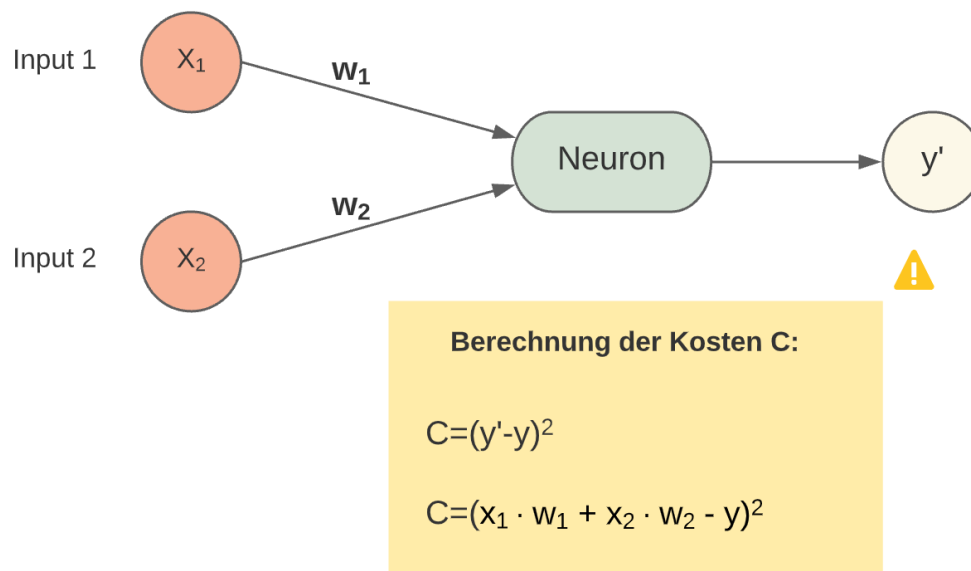 Input 1
X₁
w₁
Neuron
y'
w₂
Input 2
X₂
Berechnung der Kosten C:
C=(y'-y)²
C=(x₁ · w₁ + x₂ · w₂ - y)²